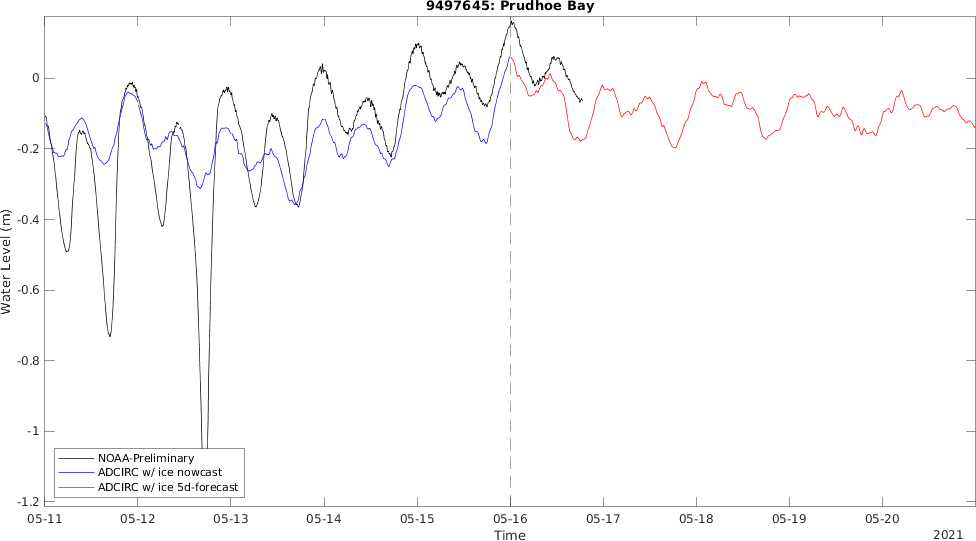 9497645: Prudhoe Bay
Water Level (m)
0
-0.2
-0.4
-0.6
-0.8
-1
-1.2
NOAA-Preliminary
ADCIRC w/ ice nowcast
ADCIRC w/ ice 5d-forecast
05-11 05-12 05-13 05-14 05-15 05-16 05-17 05-18 05-19 05-20
Time
2021